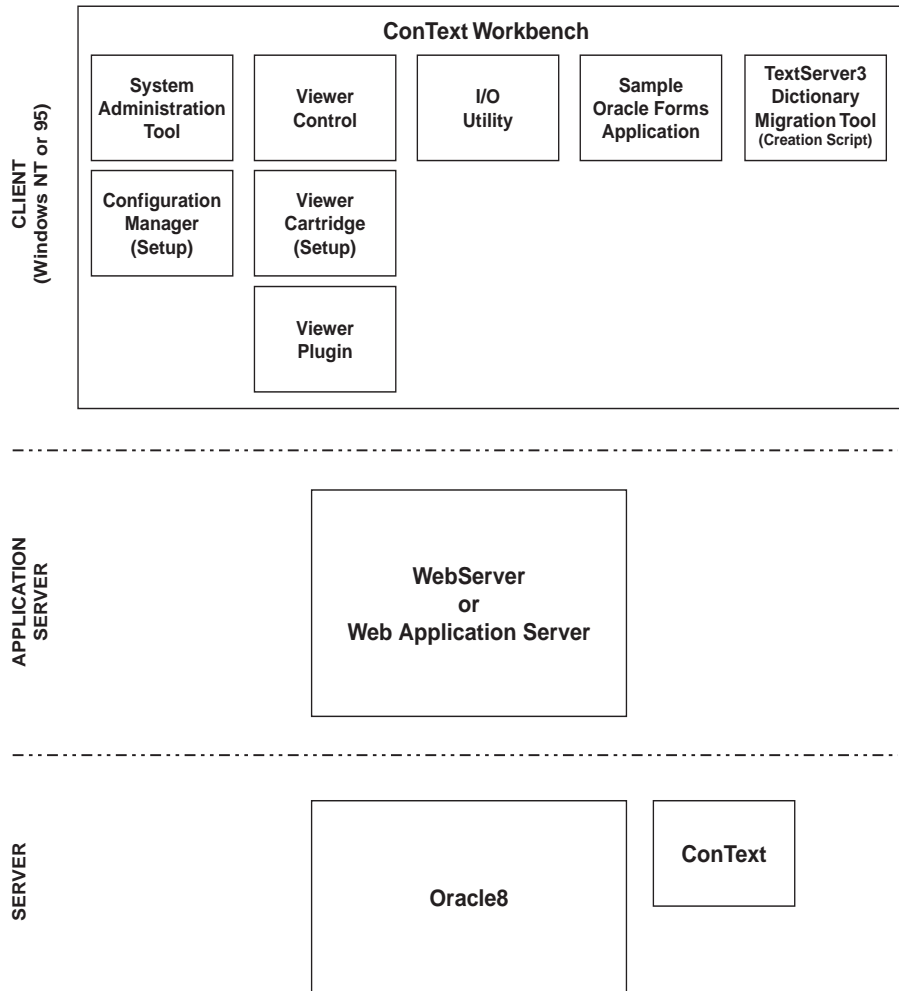 ConText Workbench
System
Administration
Tool
Viewer
Control
I/O
Utility
Sample
Oracle Forms
Application
TextServer3
Dictionary
Migration Tool
(Creation Script)
Configuration
Manager
(Setup)
Viewer
Cartridge
(Setup)
Viewer
Plugin
CLIENT
(Windows NT or 95)
WebServer
or
Web Application Server
APPLICATION
SERVER
Oracle8
ConText
SERVER